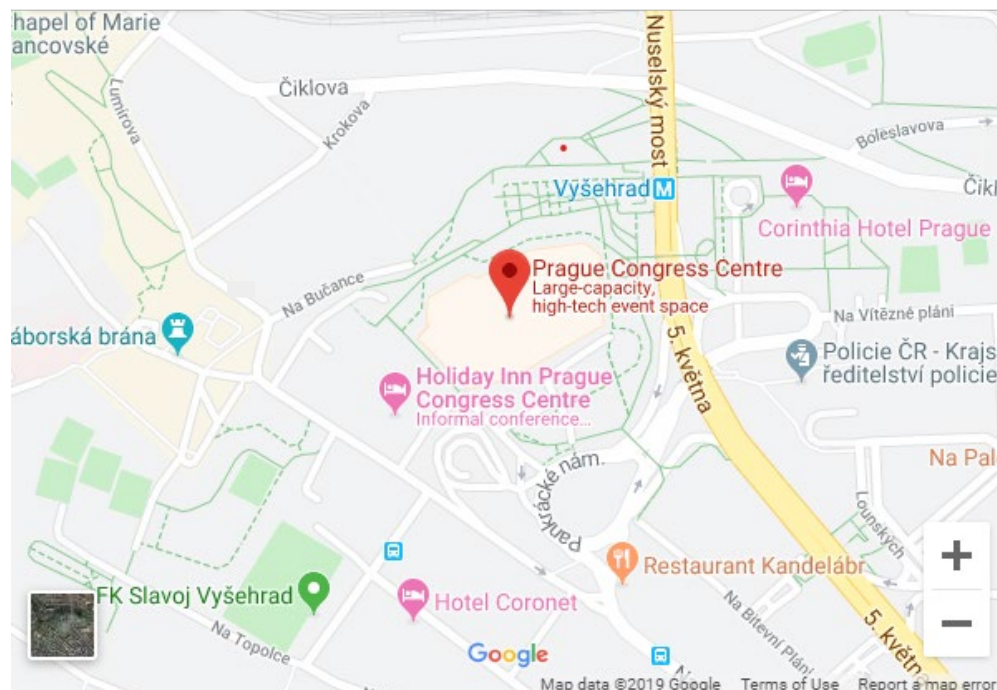 hapel of Marie
ancovské
Lumírova
Čiklova
Krokova
Nuselský most
Boleslavova
Vyšehrad M
Čikl
Corinthia Hotel Prague
Prague Congress Centre
Large-capacity,
high-tech event space
Na Bučance
Na Vítězné pláni
áborská brána
5. května
Policie ČR - Krajs
ředitelství policie
Holiday Inn Prague
Congress Centre
Informal conference...
Na Pal
Pankrácké nám.
Lounských
Restaurant Kandelábr
FK Slavoj Vyšehrad
Hotel Coronet
Na Bitevní Pláni
5. května
Na Topolce
Google
Na
Map data ©2019 Google Terms of Use Report a map error